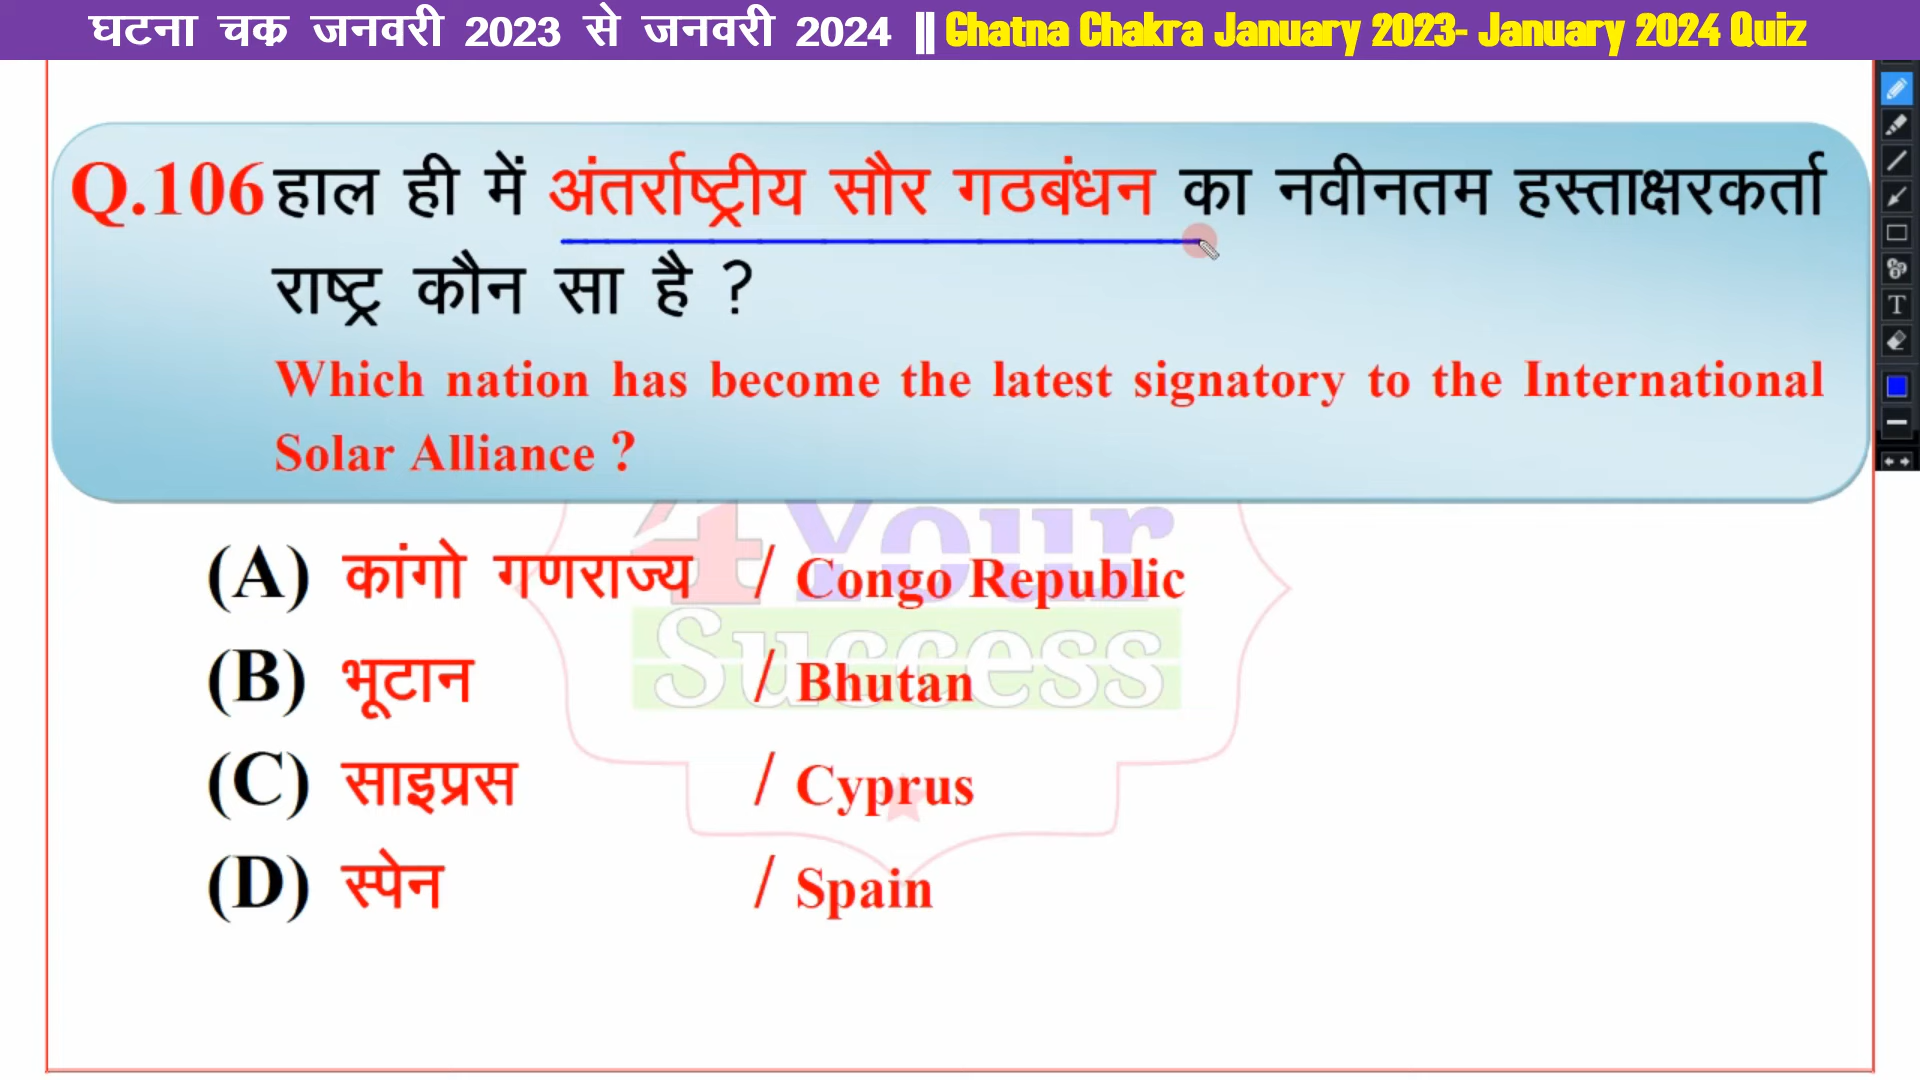 घटना चक्र जनवरी 2023 से जनवरी 2024 || Ghatna Chakra January 2023- January 2024 Quiz
Q.106 हाल ही में अंतर्राष्ट्रीय सौर गठबंधन का नवीनतम हस्ताक्षरकर्ता
राष्ट्र कौन सा है ?
Which nation has become the latest signatory to the International
Solar Alliance ?
4Your
Success
(A) कांगो गणराज्य / Congo Republic
(B) भूटान / Bhutan
(C) साइप्रस / Cyprus
(D) स्पेन / Spain
T